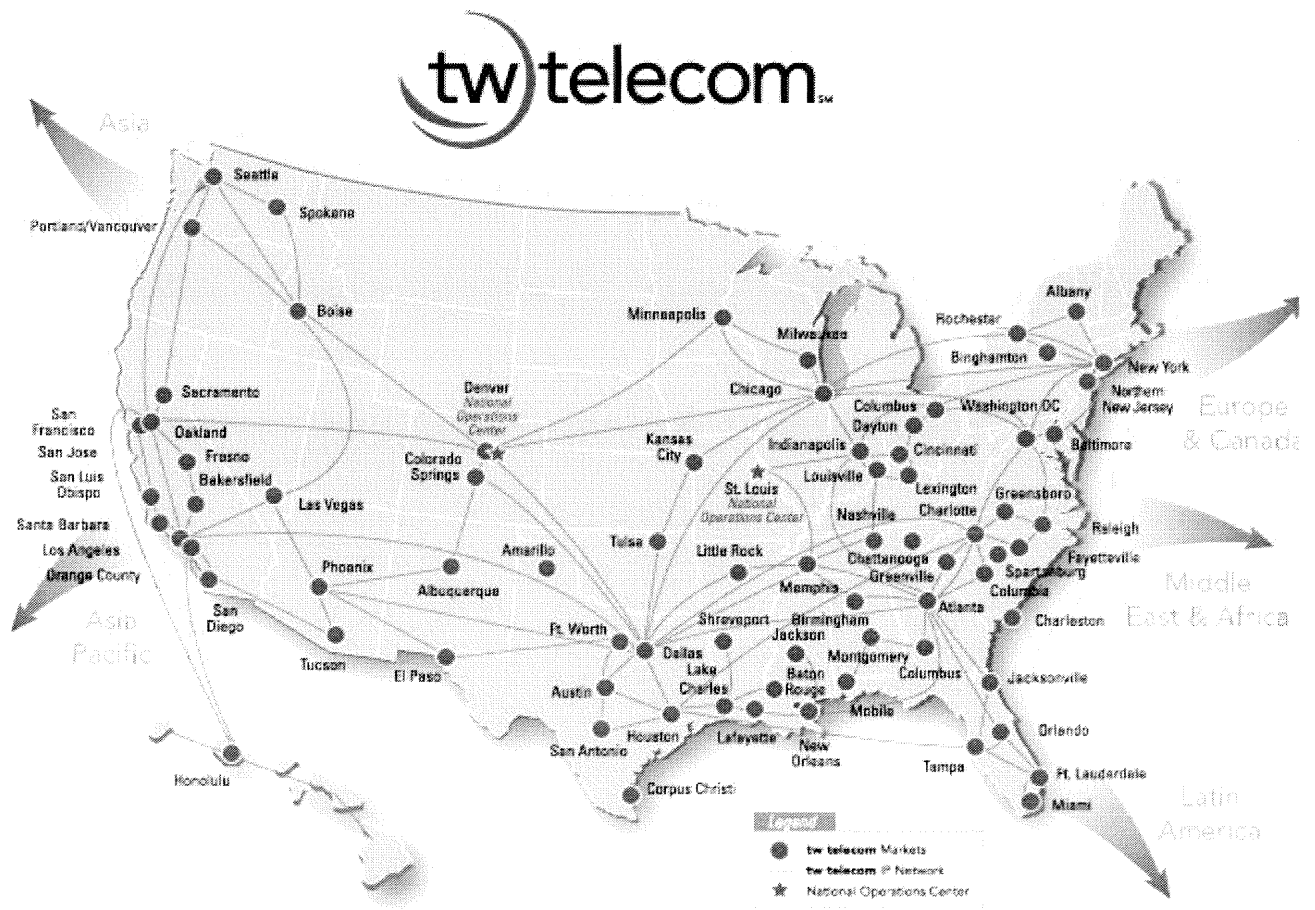 tw telecom SM
Asia
Seattle
Spokane
Portland/Vancouver
Boise
Minneapolis
Milwaukee
Chicago
Albany
Rochester
Binghamton
New York
Northern
New Jersey
Europe
& Canada
Sacramento
San
Francisco
Oakland
San Jose
Fresno
San Luis
Obispo
Bakersfield
Las Vegas
Santa Barbara
Los Angeles
Orange County
Asia
Pacific
San
Diego
Denver
National
Operations
Center
Colorado
Springs
Kansas
City
St. Louis
National
Operations Center
Columbus
Dayton
Indianapolis
Cincinnati
Louisville
Lexington
Washington DC
Baltimore
Greensboro
Nashville
Charlotte
Raleigh
Chattanooga
Greenville
Fayetteville
Spartanburg
Columbia
Middle
East & Africa
Tulsa
Little Rock
Amarillo
Phoenix
Albuquerque
Memphis
Atlanta
Charleston
Ft. Worth
Shreveport
Birmingham
Jackson
Dallas
Tucson
El Paso
Lake
Charles
Baton
Rouge
Montgomery
Columbus
Jacksonville
Austin
Mobile
San Antonio
Houston
Lafayette
New
Orleans
Tampa
Orlando
Honolulu
Corpus Christi
Ft. Lauderdale
Miami
Latin
America
Legend
tw telecom Markets
tw telecom IP Network
National Operations Center